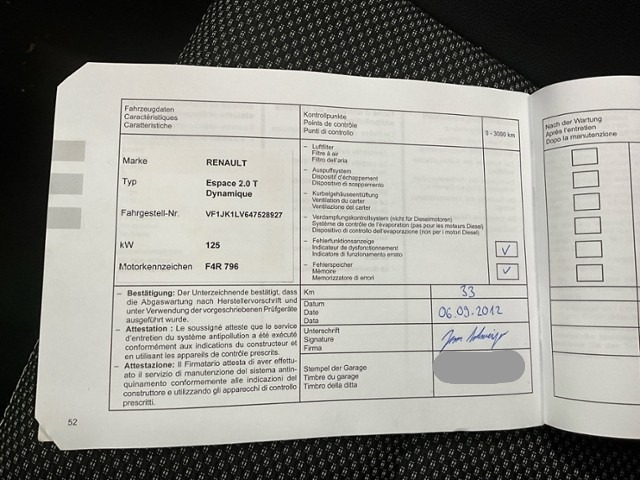 Fahrzeugdaten
Caractéristiques
Caratteristiche
Kontrollpunkte
Points de contrôle
Punti di controllo
0 - 3000 km
Marke RENAULT
Typ Espace 2.0 T
Dynamique
Fahrgestell-Nr. VF1JK1LV647528927
kW 125
Motorkennzeichen F4R 796
– Luftfilter
Filtre à air
Filtro dell'aria
– Auspuffsystem
Dispositif d'échappement
Dispositivo di scappamento
– Kurbelgehäuseentlüftung
Ventilation du carter
Ventilazione del carter
– Verdampfungskontrollsystem (nicht für Dieselmotoren)
Système de contrôle de l'évaporation (pas pour les moteurs Diesel)
Dispositivo di controllo dell'evaporazione (non per i motori Diesel)
– Fehlerfunktionsanzeige
Indicateur de dysfonctionnement
Indicatore di funzionamento errato
– Fehlerspeicher
Mémoire
Memorizzatore di errori
– Bestätigung: Der Unterzeichnende bestätigt, dass
die Abgaswartung nach Herstellervorschrift und
unter Verwendung der vorgeschriebenen Prüfgeräte
ausgeführt wurde.
– Attestation : Le soussigné atteste que le service
d'entretien du système antipollution a été exécuté
conformément aux indications du constructeur et
en utilisant les appareils de contrôle prescrits.
– Attestazione: Il Firmatario attesta di aver effettua-
to il servizio di manutenzione del sistema antin-
quinamento conformemente alle indicazioni del
construttore e utilizzando gli apparocchi di controllo
prescritti.
Km 33
Datum
Date
Data
06.09.2012
Unterschrift
Signature
Firma
Stempel der Garage
Timbre du garage
Timbro della ditta
52
Nach der Wartung
Après l'entretien
Dopo la manutenzione